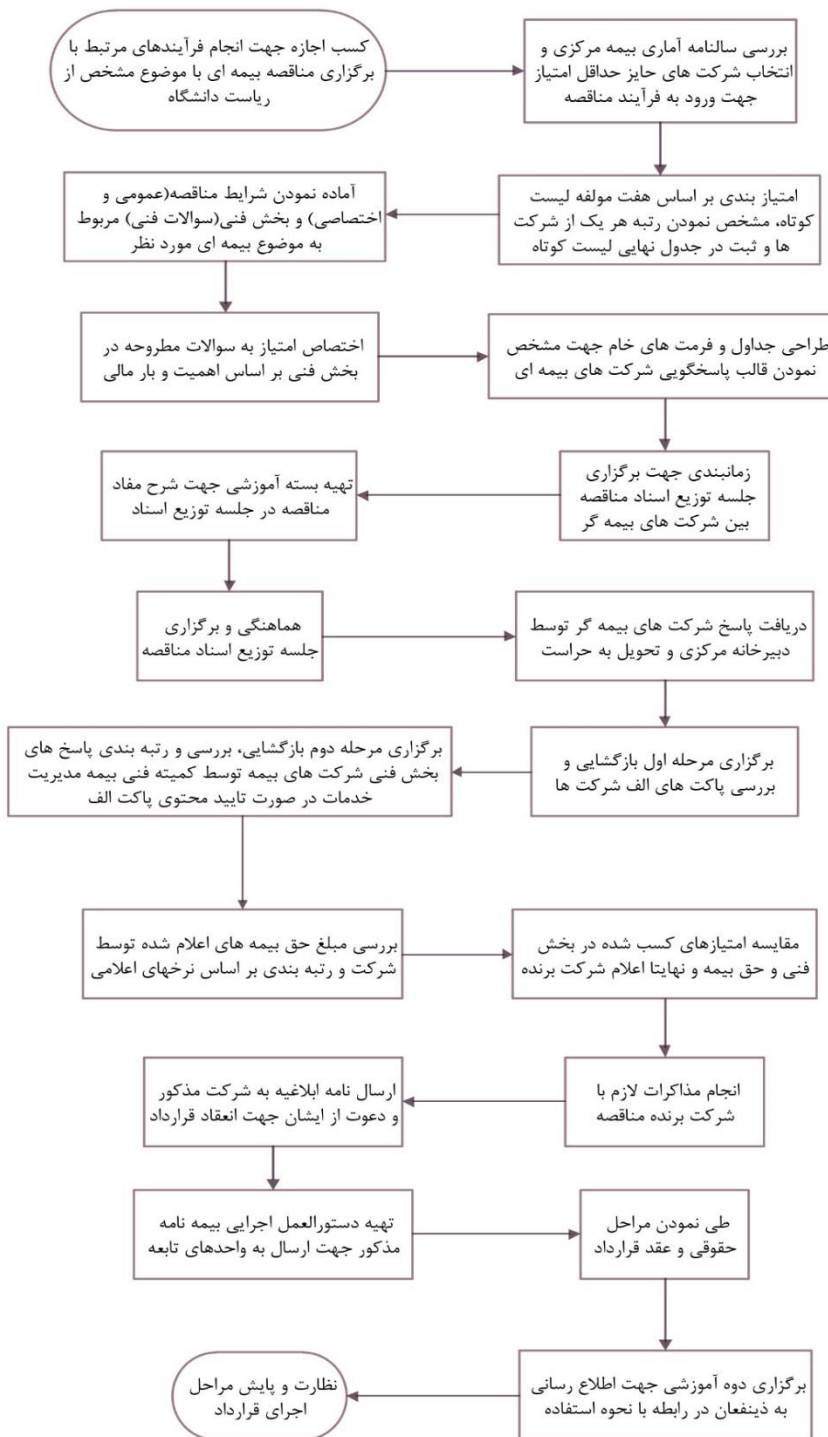 کسب اجازه جهت انجام فرآیندهای مرتبط با
برگزاری مناقصه بیمه ای با موضوع مشخص از
ریاست دانشگاه
بررسی سالنامه آماری بیمه مرکزی و
انتخاب شرکت های حایز حداقل امتیاز
جهت ورود به فرآیند مناقصه
امتیاز بندی بر اساس هفت مولفه لیست
کوتاه، مشخص نمودن رتبه هر یک از شرکت
ها و ثبت در جدول نهایی لیست کوتاه
آماده نمودن شرایط مناقصه(عمومی و
اختصاصی) و بخش فنی(سوالات فنی) مربوط
به موضوع بیمه ای مورد نظر
اختصاص امتیاز به سوالات مطروحه در
بخش فنی بر اساس اهمیت و بار مالی
طراحی جداول و فرمت های خام جهت مشخص
نمودن قالب پاسخگویی شرکت های بیمه ای
زمانبندی جهت برگزاری
جلسه توزیع اسناد مناقصه
بین شرکت های بیمه گر
تهیه بسته آموزشی جهت شرح مفاد
مناقصه در جلسه توزیع اسناد
هماهنگی و برگزاری
جلسه توزیع اسناد مناقصه
دریافت پاسخ شرکت های بیمه گر توسط
دبیرخانه مرکزی و تحویل به حراست
برگزاری مرحله اول بازگشایی و
بررسی پاکت های الف شرکت ها
برگزاری مرحله دوم بازگشایی، بررسی و رتبه بندی پاسخ های
بخش فنی شرکت های بیمه توسط کمیته فنی بیمه مدیریت
خدمات در صورت تایید محتوی پاکت الف
بررسی مبلغ حق بیمه های اعلام شده توسط
شرکت و رتبه بندی بر اساس نرخهای اعلامی
مقایسه امتیازهای کسب شده در بخش
فنی و حق بیمه و نهایتا اعلام شرکت برنده
انجام مذاکرات لازم با
شرکت برنده مناقصه
ارسال نامه ابلاغیه به شرکت مذکور
و دعوت از ایشان جهت انعقاد قرارداد
تهیه دستورالعمل اجرایی بیمه نامه
مذکور جهت ارسال به واحدهای تابعه
طی نمودن مراحل
حقوقی و عقد قرارداد
برگزاری دوه آموزشی جهت اطلاع رسانی
به ذینفعان در رابطه با نحوه استفاده
نظارت و پایش مراحل
اجرای قرارداد